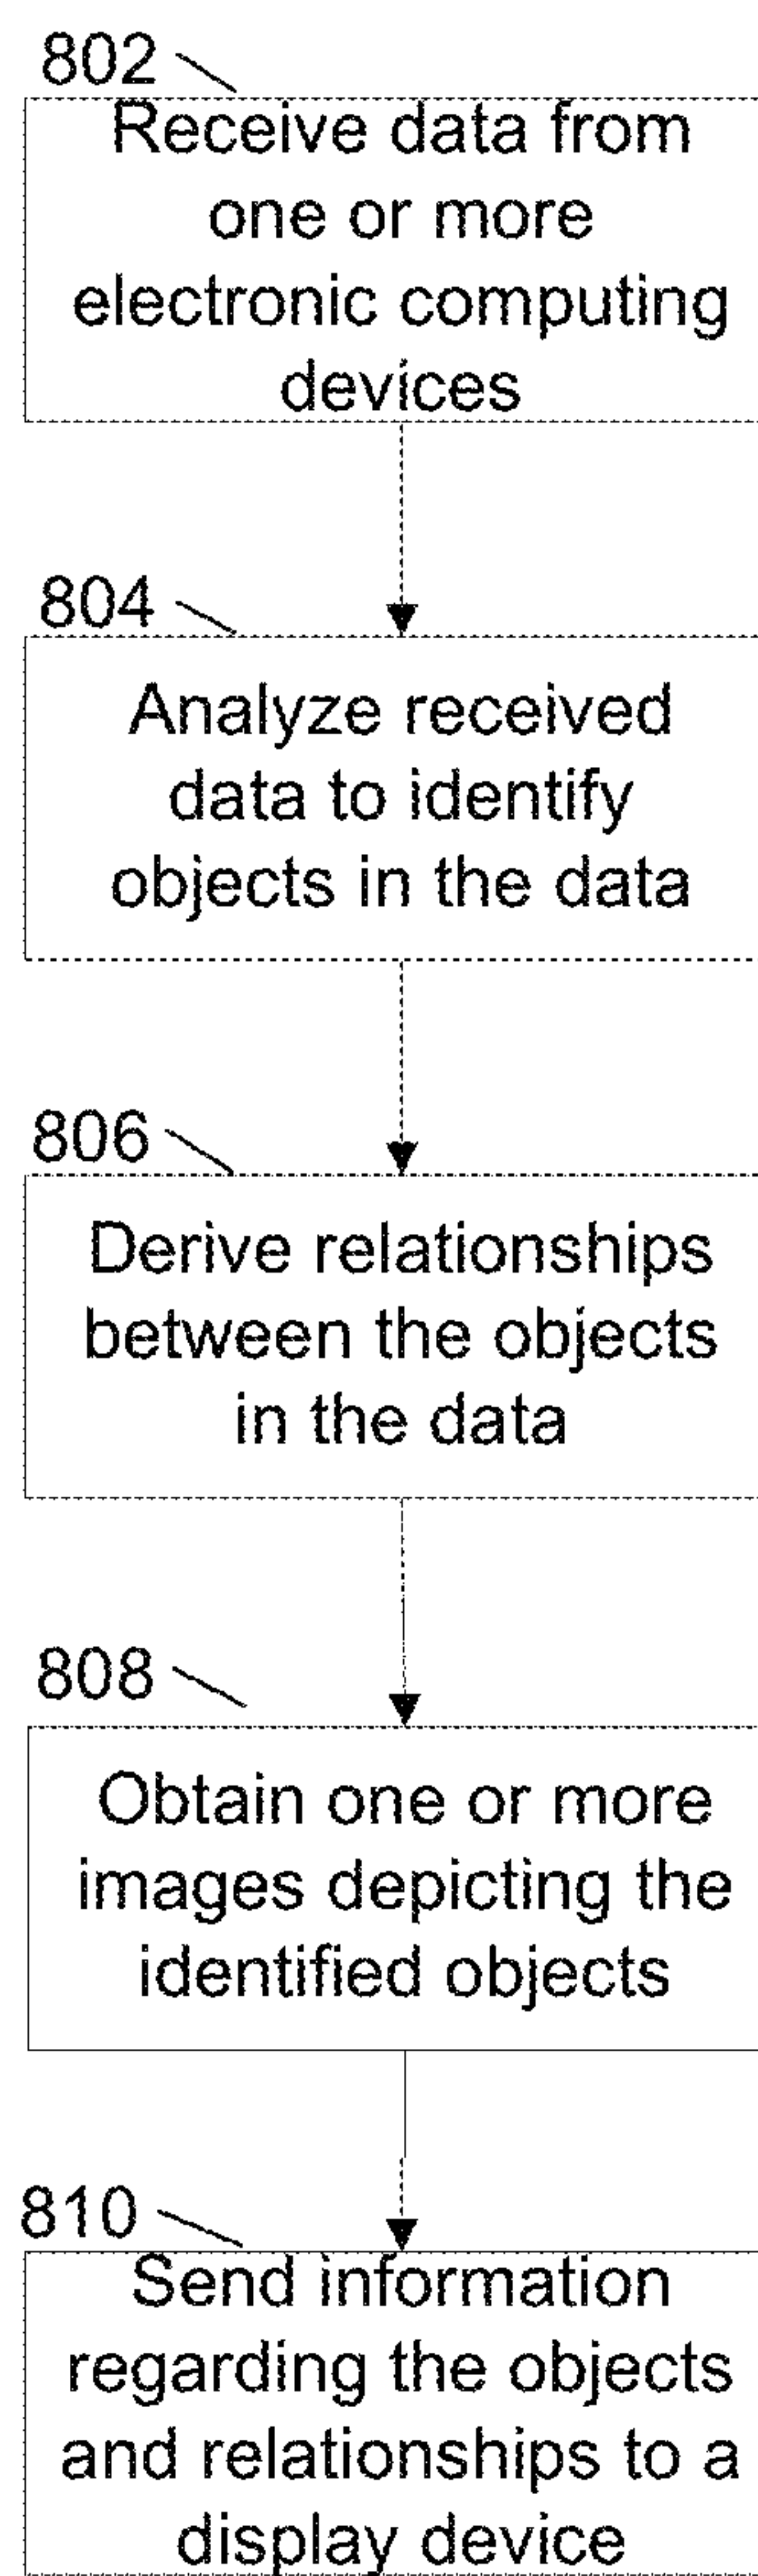 802
Receive data from
one or more
electronic computing
devices
804
Analyze received
data to identify
objects in the data
806
Derive relationships
between the objects
in the data
808
Obtain one or more
images depicting the
identified objects
810
Send information
regarding the objects
and relationships to a
display device